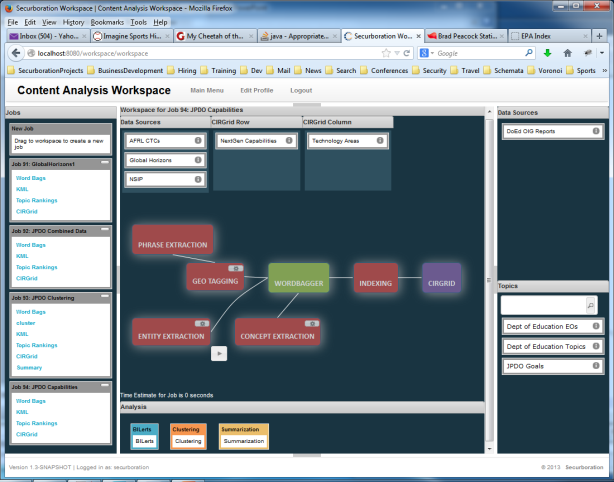 Securboration Workspace | Content Analysis Workspace - Mozilla Firefox
File Edit View History Bookmarks Tools Help
Inbox (504) - Yaho...
Imagine Sports Hi...
My Cheetah of th...
java - Appropriate...
Securboration Wo...
Brad Peacock Stati...
EPA Index
localhost:8080/workspace/workspace
Google
SecurborationProjects BusinessDevelopment Hiring Training Dev Mail News Search Conferences Security Travel Schemata Voronoi Sports
Content Analysis Workspace
Main Menu Edit Profile Logout
Jobs
New Job
Drag to workspace to create a new job
Job 91: GlobalHorizons1
Word Bags
KML
Topic Rankings
CIRGrid
Job 92: JPDO Combined Data
Word Bags
KML
Topic Rankings
CIRGrid
Job 93: JPDO Clustering
Word Bags
cluster
KML
Topic Rankings
CIRGrid
Summary
Job 94: JPDO Capabilities
Word Bags
KML
Topic Rankings
CIRGrid
Workspace for Job 94: JPDO Capabilities
Data Sources
CIRGrid Row
CIRGrid Column
AFRL CTCs
NextGen Capabilities
Technology Areas
Global Horizons
NSIP
PHRASE EXTRACTION
GEO TAGGING
WORDBAGGER
INDEXING
CIRGRID
ENTITY EXTRACTION
CONCEPT EXTRACTION
Time Estimate for Job is 0 seconds
Analysis
BILerts
BILerts
Clustering
Clustering
Summarization
Summarization
Data Sources
DoEd OIG Reports
Topics
Dept of Education EOs
Dept of Education Topics
JPDO Goals
Version 1.3-SNAPSHOT | Logged in as: securboration
© 2013 Securboration